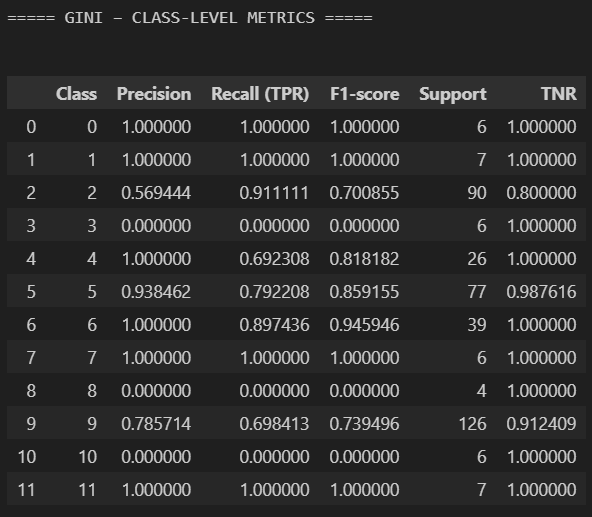 ===== GINI – CLASS-LEVEL METRICS =====
Class Precision Recall (TPR) F1-score Support TNR
0 0 1.000000 1.000000 1.000000 6 1.000000
1 1 1.000000 1.000000 1.000000 7 1.000000
2 2 0.569444 0.911111 0.700855 90 0.800000
3 3 0.000000 0.000000 0.000000 6 1.000000
4 4 1.000000 0.692308 0.818182 26 1.000000
5 5 0.938462 0.792208 0.859155 77 0.987616
6 6 1.000000 0.897436 0.945946 39 1.000000
7 7 1.000000 1.000000 1.000000 6 1.000000
8 8 0.000000 0.000000 0.000000 4 1.000000
9 9 0.785714 0.698413 0.739496 126 0.912409
10 10 0.000000 0.000000 0.000000 6 1.000000
11 11 1.000000 1.000000 1.000000 7 1.000000